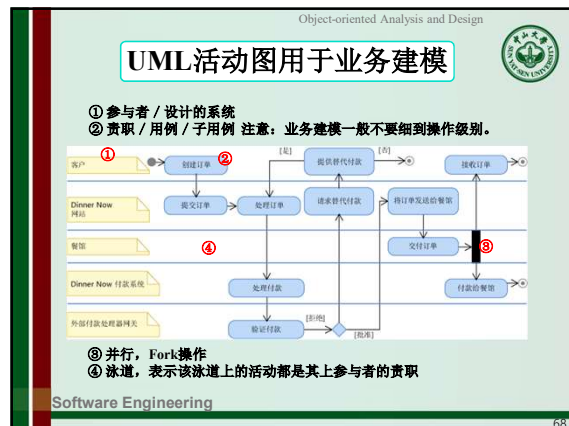 Object-oriented Analysis and Design
UML活动图用于业务建模
SUN YAT-SEN UNIVERSITY
① 参与者 / 设计的系统
② 责职 / 用例 / 子用例 注意：业务建模一般不要细到操作级别。
客户
①
创建订单
②
[是]
提供替代付款
[否]
接收订单
Dinner Now
网站
提交订单
处理订单
请求替代付款
将订单发送给餐馆
餐馆
④
交付订单
⑧
Dinner Now 付款系统
处理付款
付款给餐馆
外部付款处理器网关
验证付款
[拒绝]
[批准]
⑧ 并行，Fork操作
④ 泳道，表示该泳道上的活动都是其上参与者的责职
Software Engineering
68